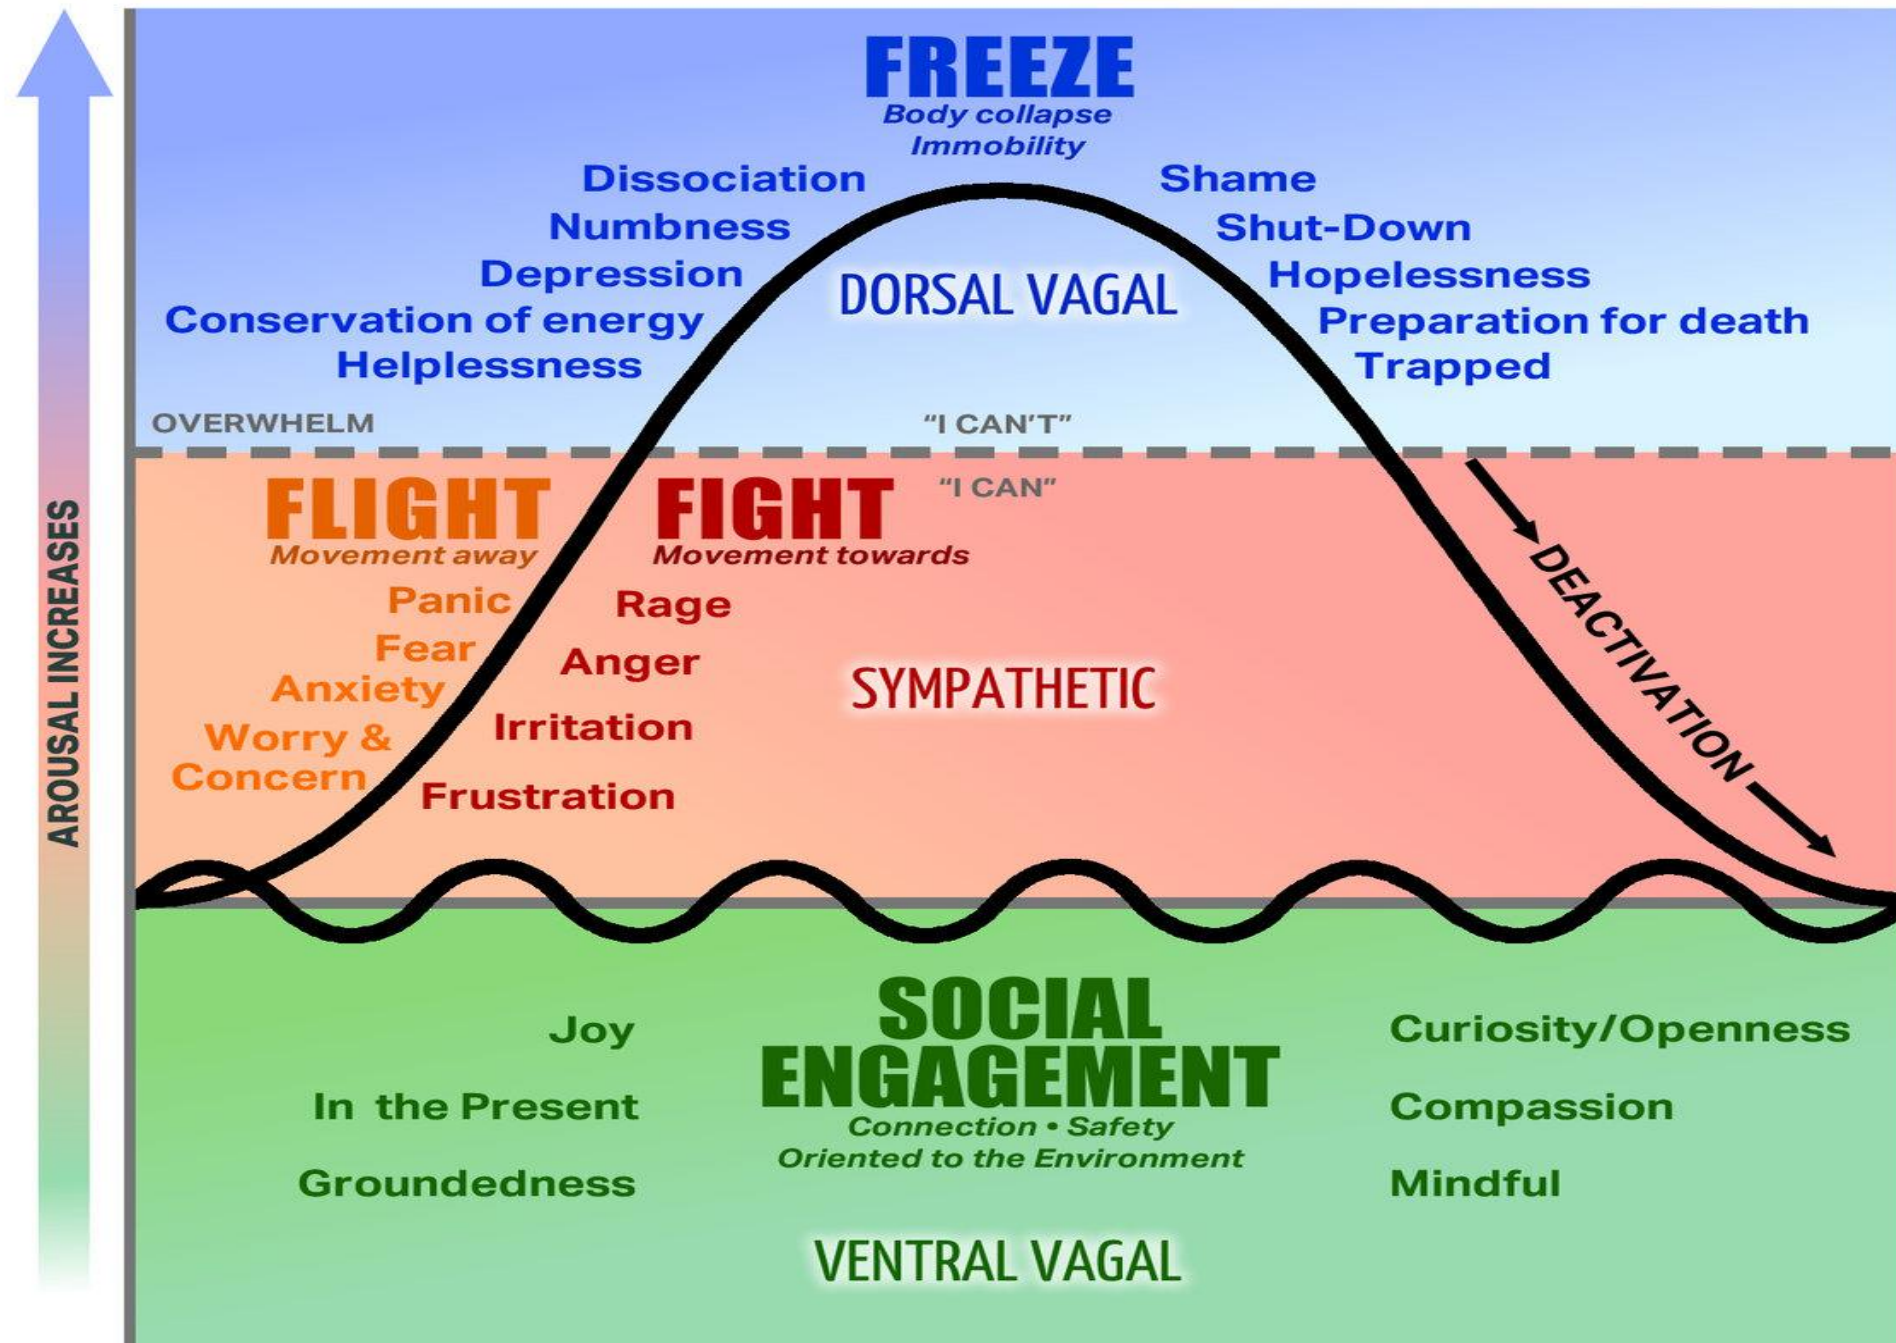 FREEZE
Body collapse
Immobility
Dissociation
Shame
Numbness
Shut-Down
Depression
DORSAL VAGAL
Hopelessness
Conservation of energy
Preparation for death
Helplessness
Trapped
OVERWHELM
"I CAN'T"
"I CAN"
FLIGHT
Movement away
Panic
Fear
Anxiety
Worry &
Concern
FIGHT
Movement towards
Rage
Anger
Irritation
Frustration
SYMPATHETIC
DEACTIVATION
AROUSAL INCREASES
SOCIAL
ENGAGEMENT
Connection • Safety
Oriented to the Environment
Joy
In the Present
Groundedness
Curiosity/Openness
Compassion
Mindful
VENTRAL VAGAL